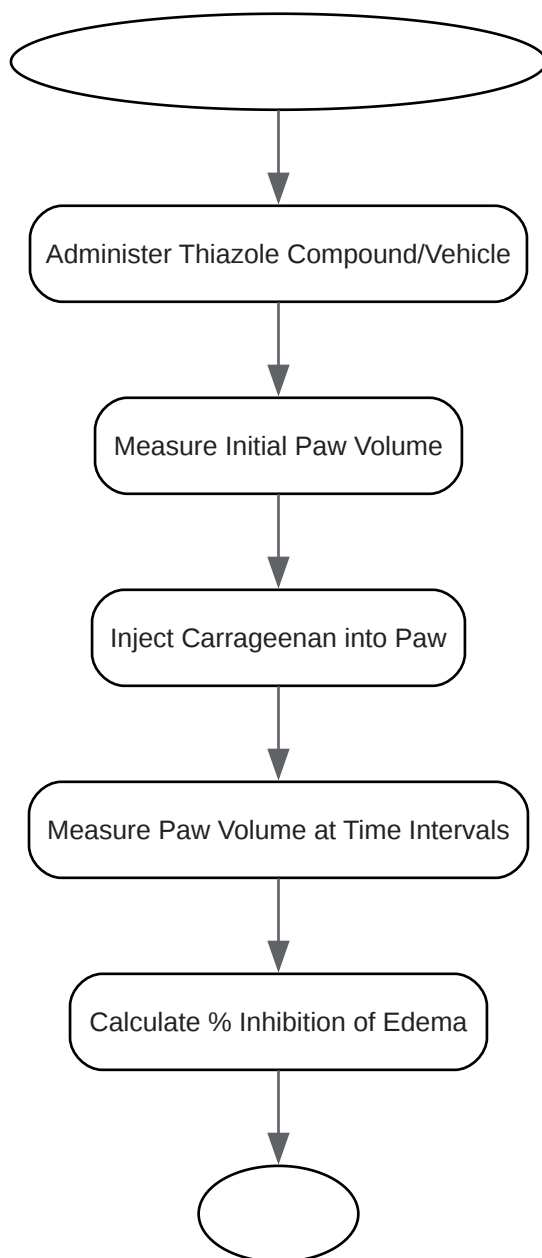 Administer Thiazole Compound/Vehicle
Measure Initial Paw Volume
Inject Carrageenan into Paw
Measure Paw Volume at Time Intervals
Calculate % Inhibition of Edema